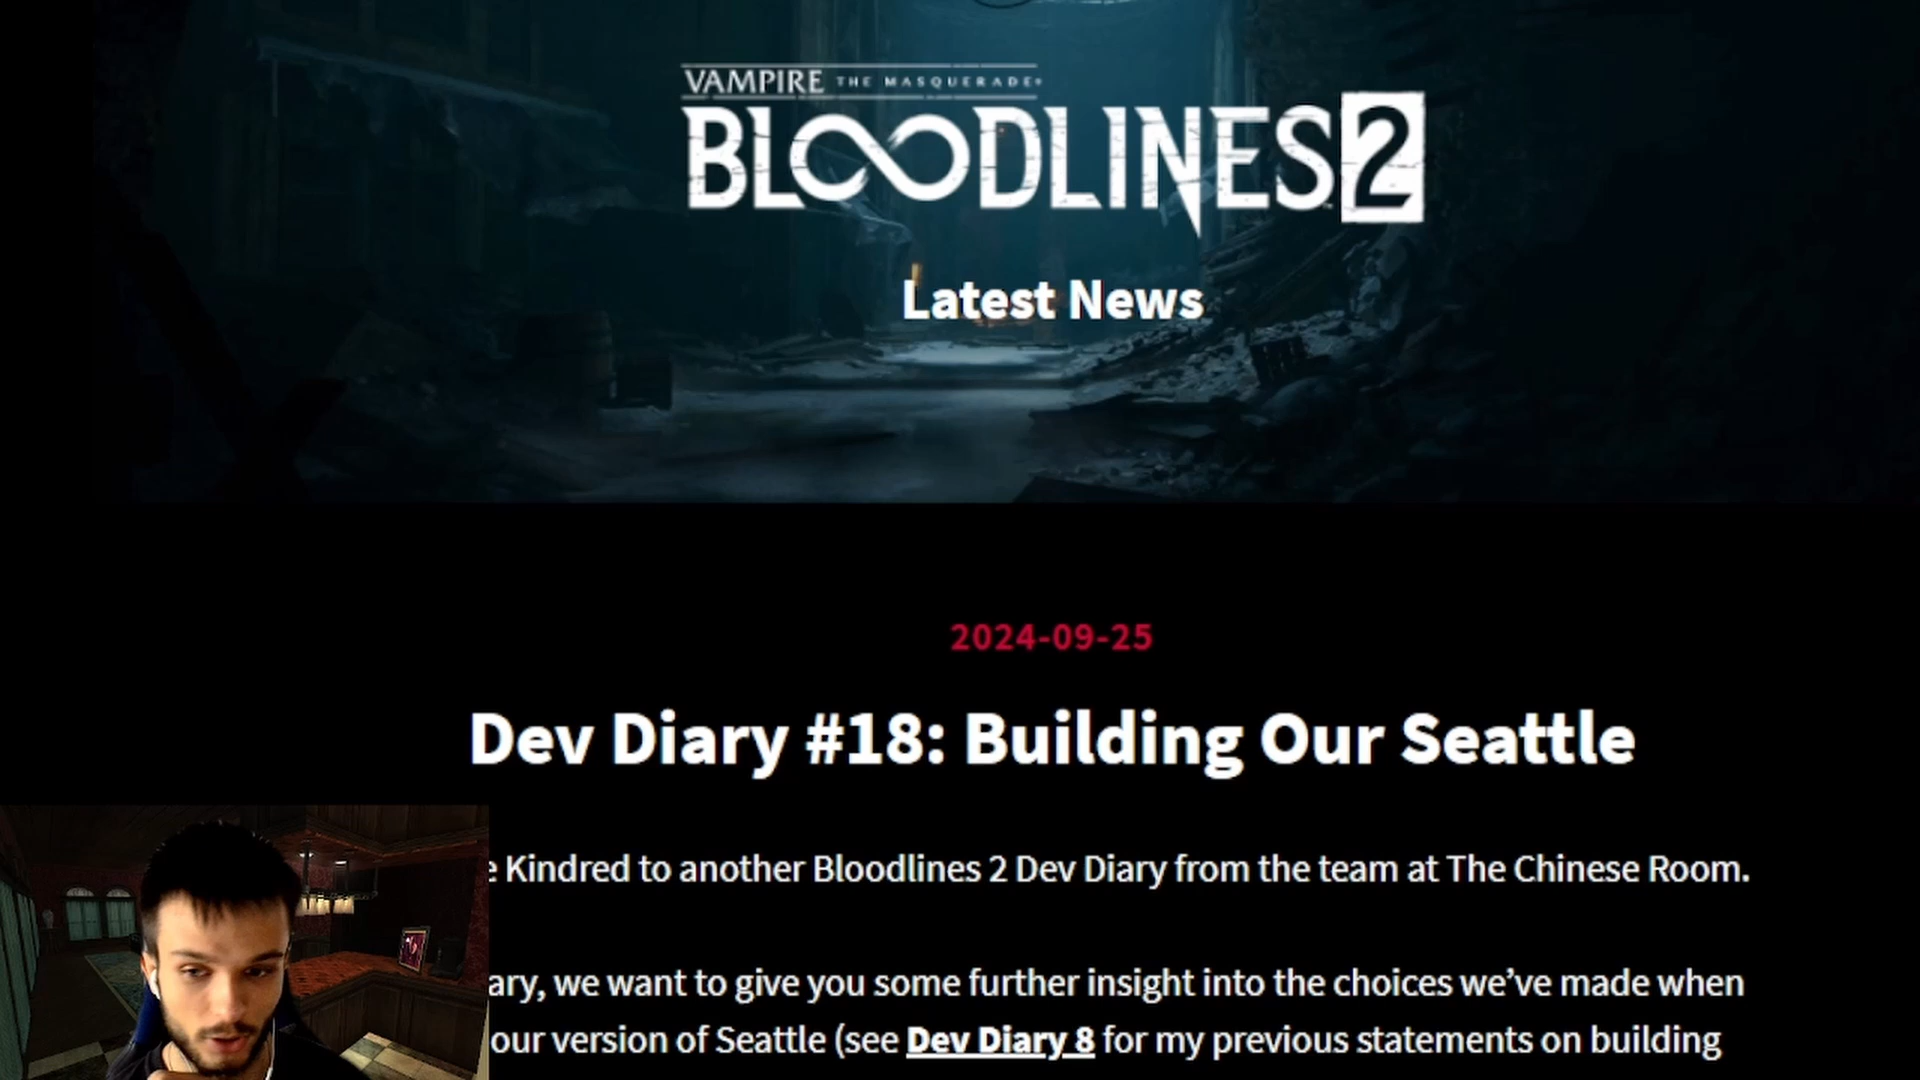 VAMPIRE THE MASQUERADE
BLOODLINES 2
Latest News
2024-09-25
Dev Diary #18: Building Our Seattle
Kindred to another Bloodlines 2 Dev Diary from the team at The Chinese Room.
ary, we want to give you some further insight into the choices we’ve made when
our version of Seattle (see Dev Diary 8 for my previous statements on building